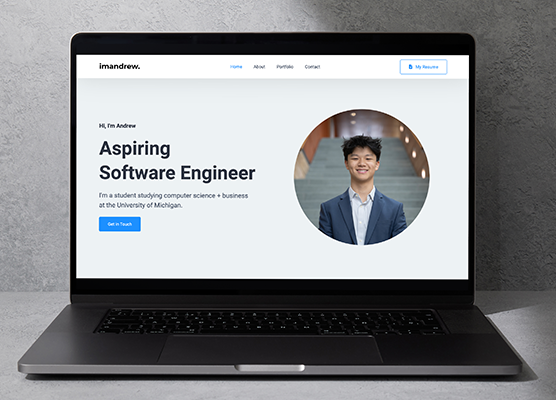 imandrew.
Home About Portfolio Contact
My Resume
Hi, I'm Andrew
Aspiring
Software Engineer
I'm a student studying computer science + business
at the University of Michigan.
Get in Touch